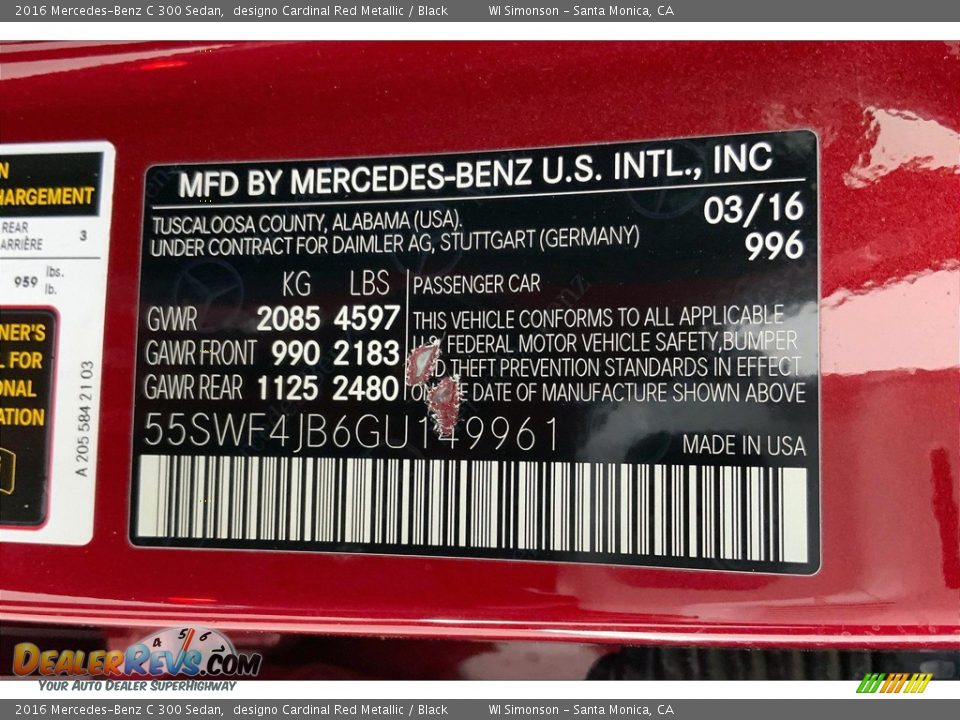 2016 Mercedes-Benz C 300 Sedan, designo Cardinal Red Metallic / Black WI Simonson - Santa Monica, CA
N
HARGEMENT
REAR
ARRIÈRE 3
959 lbs.
lb.
NER'S
L FOR
ONAL
ATION
A 205 584 21 03
MFD BY MERCEDES-BENZ U.S. INTL., INC
TUSCALOOSA COUNTY, ALABAMA (USA). 03/16
UNDER CONTRACT FOR DAIMLER AG, STUTTGART (GERMANY) 996
KG LBS PASSENGER CAR
GVWR 2085 4597 THIS VEHICLE CONFORMS TO ALL APPLICABLE
GAWR FRONT 990 2183 FEDERAL MOTOR VEHICLE SAFETY,BUMPER
THEFT PREVENTION STANDARDS IN EFFECT
GAWR REAR 1125 2480 DATE OF MANUFACTURE SHOWN ABOVE
55SWF4JB6GU149961 MADE IN USA
4 5 6
DEALERREVS.COM
YOUR AUTO DEALER SUPERHIGHWAY
2016 Mercedes-Benz C 300 Sedan, designo Cardinal Red Metallic / Black WI Simonson - Santa Monica, CA